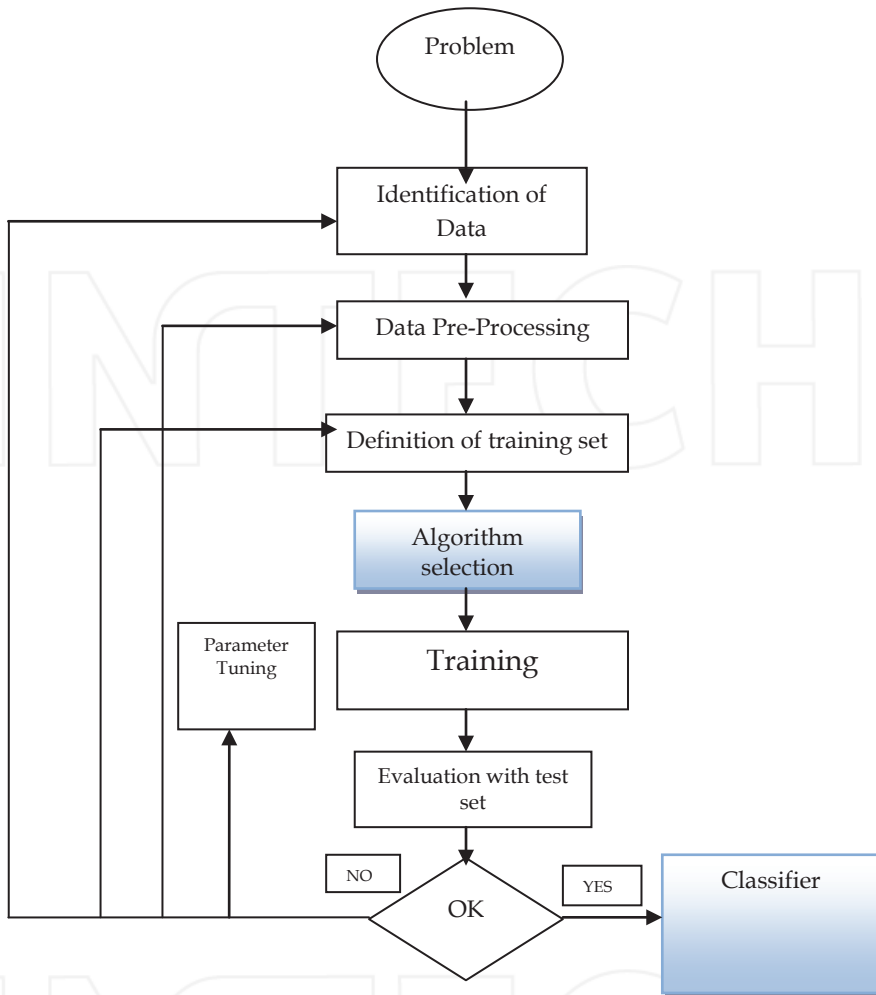 Problem
Identification of
Data
Data Pre-Processing
Definition of training set
Algorithm
selection
Parameter
Tuning
Training
Evaluation with test
set
NO
OK
YES
Classifier
INTECH